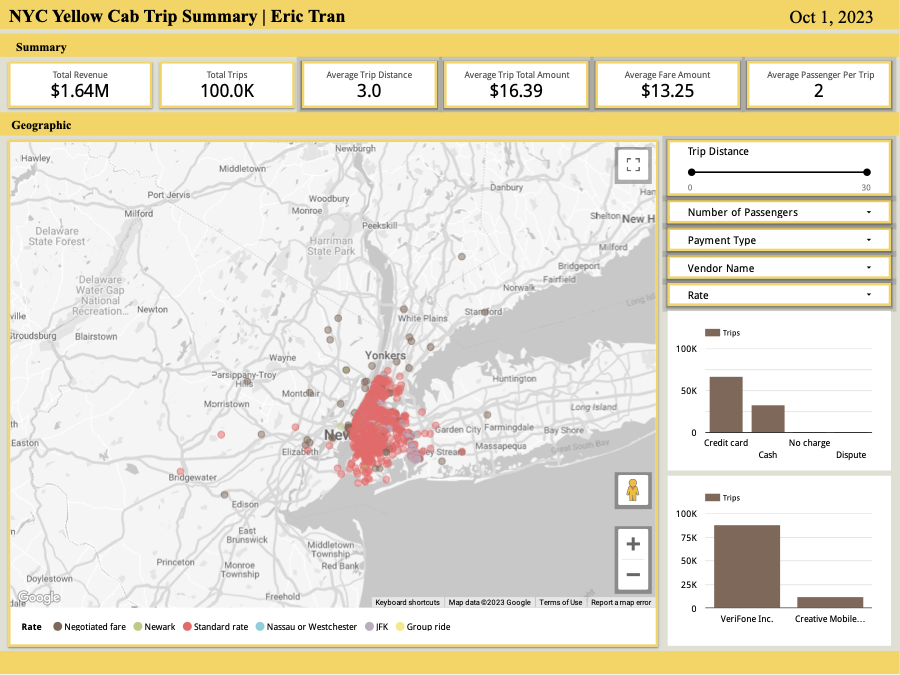 NYC Yellow Cab Trip Summary | Eric Tran
Oct 1, 2023
Summary
Total Revenue
$1.64M
Total Trips
100.0K
Average Trip Distance
3.0
Average Trip Total Amount
$16.39
Average Fare Amount
$13.25
Average Passenger Per Trip
2
Geographic
Newburgh
Hawley
Middletown
Danbury
Port Jervis
Woodbury
Monroe
Milford
Peekskill
Shelton
New H
Delaware
State Forest
Harriman
State Park
Milford
Bridgeport
Delaware
Water Gap
National
Recreation...
Fairfield
Norwalk
Long Isl
ville
Newton
Stamford
White Plains
Stroudsburg
Blairstown
Wayne
Yonkers
Parsippany-Troy
Hills
Huntington
Montclair
Morristown
Long Island
Garden City
Farmingdale
Bay Shore
New
Easton
Elizabeth
ley Stream
Massapequa
Great South Bay
Bridgewater
Edison
East
Brunswick
Middletown
Township
Red Bank
Princeton
Monroe
Township
Doylestown
Freehold
Google
Keyboard shortcuts
Map data ©2023 Google
Terms of Use
Report a map error
Rate
Negotiated fare
Newark
Standard rate
Nassau or Westchester
JFK
Group ride
Trip Distance
0
30
Number of Passengers
Payment Type
Vendor Name
Rate
Trips
100K
50K
0
Credit card
No charge
Cash
Dispute
Trips
100K
75K
50K
25K
0
VeriFone Inc.
Creative Mobile...